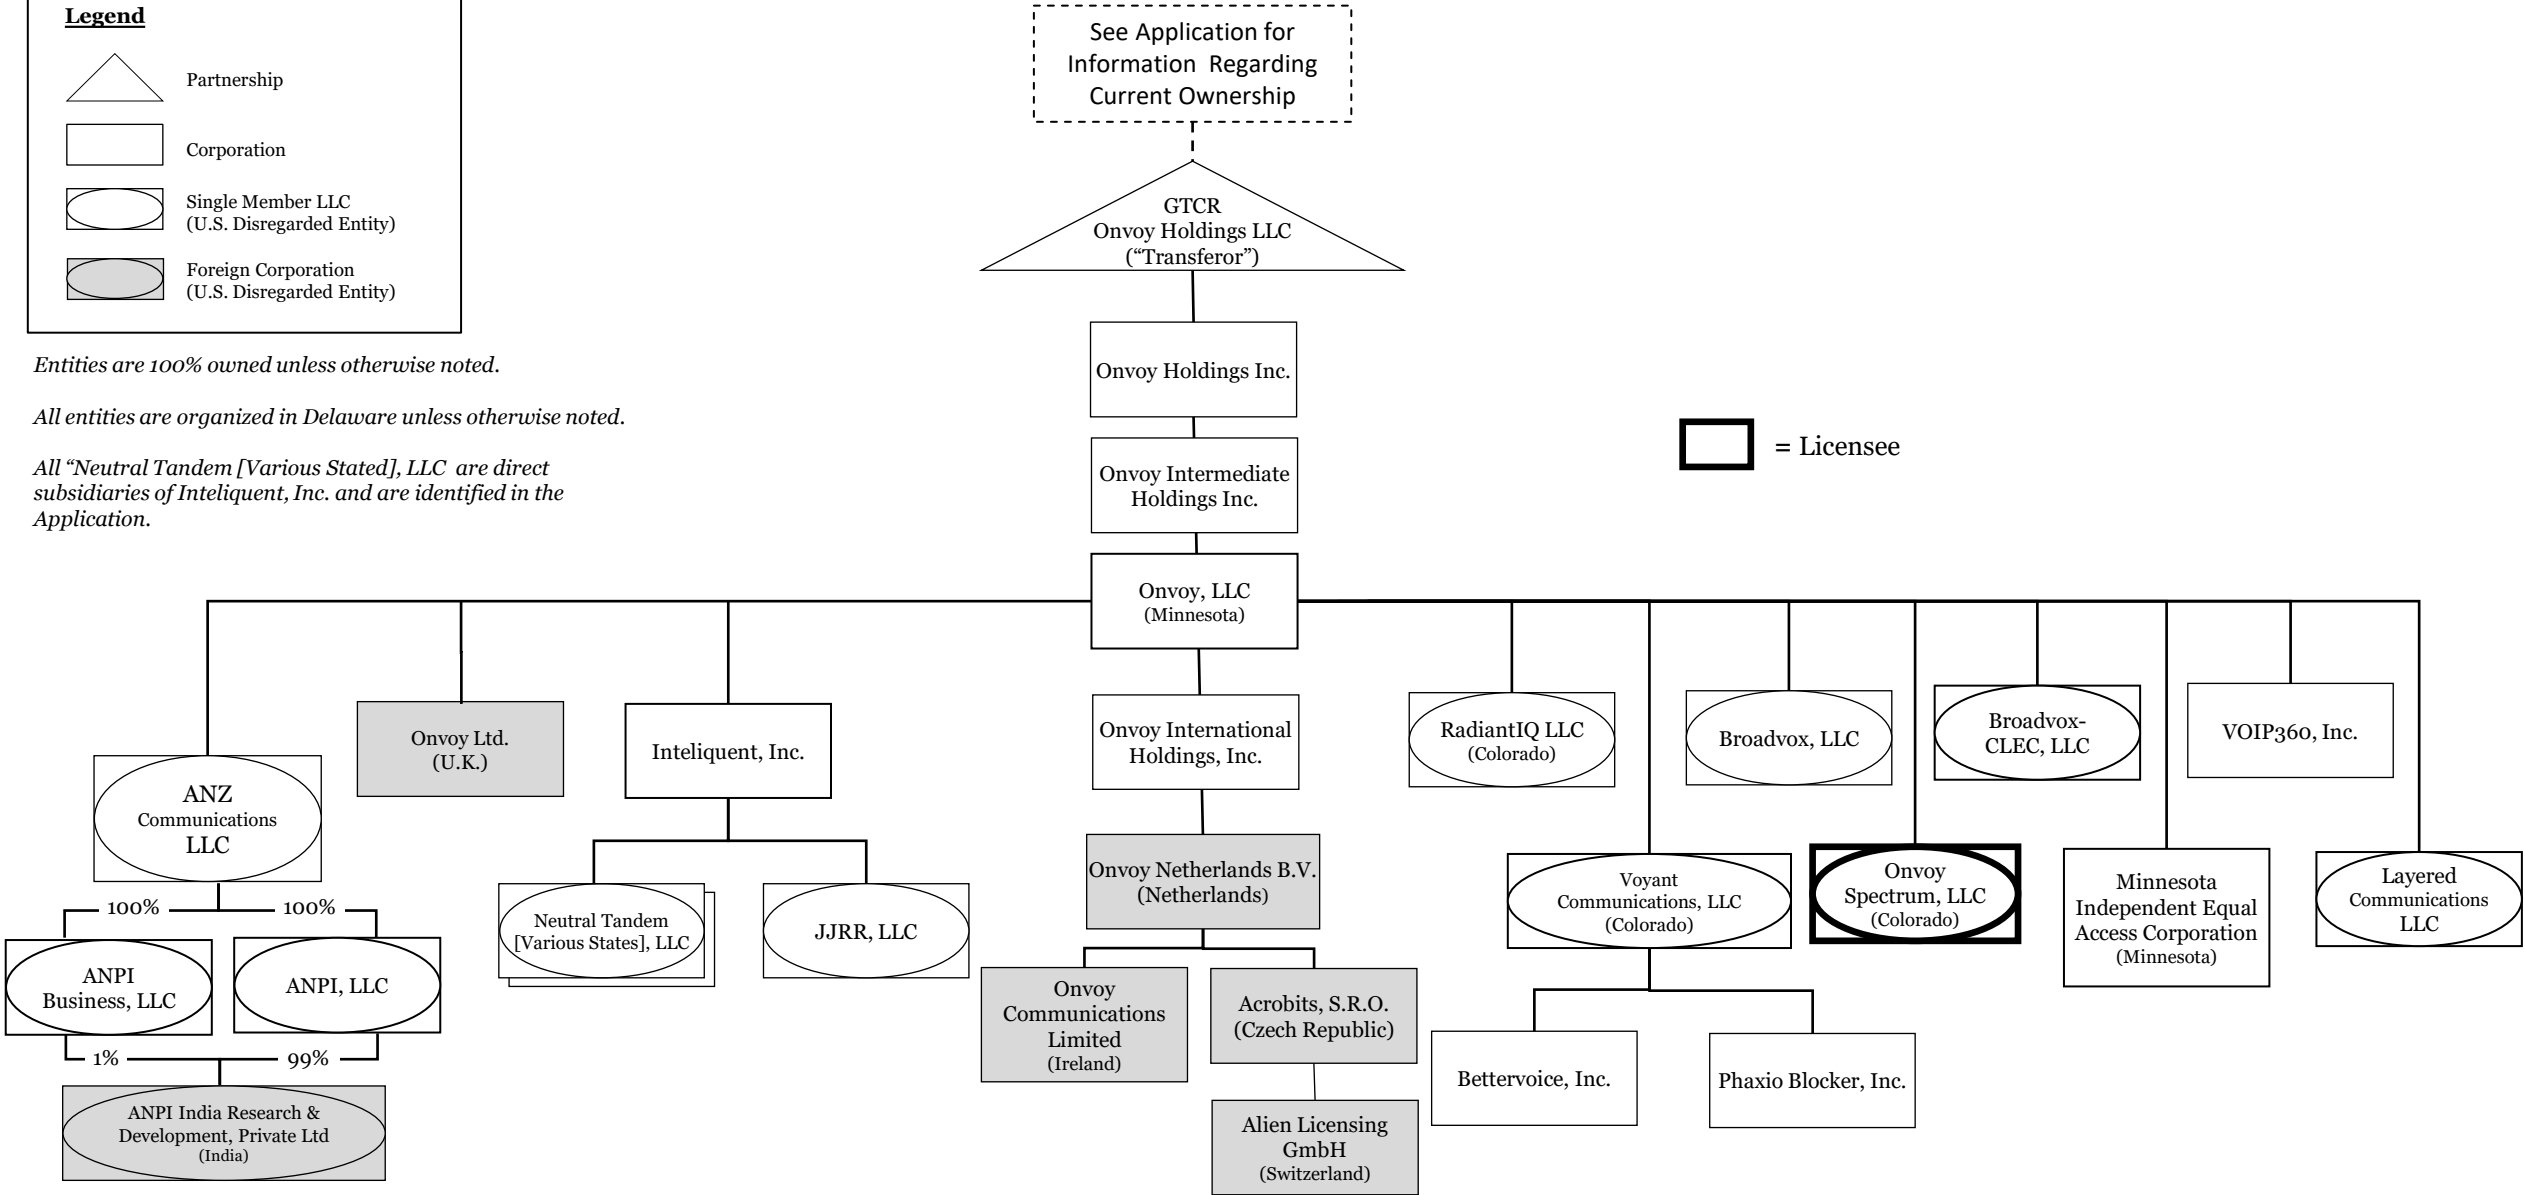 Legend
Partnership
Corporation
Single Member LLC
(U.S. Disregarded Entity)
Foreign Corporation
(U.S. Disregarded Entity)
Entities are 100% owned unless otherwise noted.
All entities are organized in Delaware unless otherwise noted.
All “Neutral Tandem [Various Stated], LLC are direct
subsidiaries of Inteliquent, Inc. and are identified in the
Application.
See Application for
Information Regarding
Current Ownership
GTCR
Onvoy Holdings LLC
(“Transferor”)
Onvoy Holdings Inc.
Onvoy Intermediate
Holdings Inc.
= Licensee
Onvoy, LLC
(Minnesota)
ANZ
Communications
LLC
Onvoy Ltd.
(U.K.)
Inteliquent, Inc.
Onvoy International
Holdings, Inc.
RadiantIQ LLC
(Colorado)
Broadvox, LLC
Broadvox-
CLEC, LLC
VOIP360, Inc.
100%
100%
ANPI
Business, LLC
ANPI, LLC
1%
99%
ANPI India Research &
Development, Private Ltd
(India)
Neutral Tandem
[Various States], LLC
JJRR, LLC
Onvoy Netherlands B.V.
(Netherlands)
Onvoy
Communications
Limited
(Ireland)
Acrobits, S.R.O.
(Czech Republic)
Alien Licensing
GmbH
(Switzerland)
Voyant
Communications, LLC
(Colorado)
Onvoy
Spectrum, LLC
(Colorado)
Minnesota
Independent Equal
Access Corporation
(Minnesota)
Layered
Communications
LLC
Bettervoice, Inc.
Phaxio Blocker, Inc.